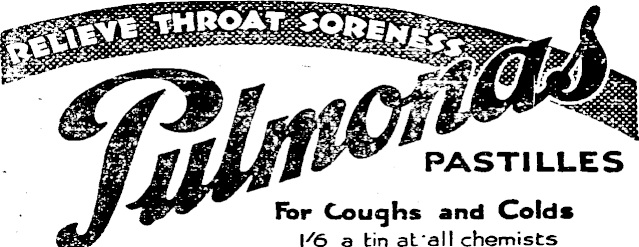 RELIEVE THROAT SORENESS
Pulmonas
PASTILLES
For Coughs and Colds
1/6 a tin at all chemists